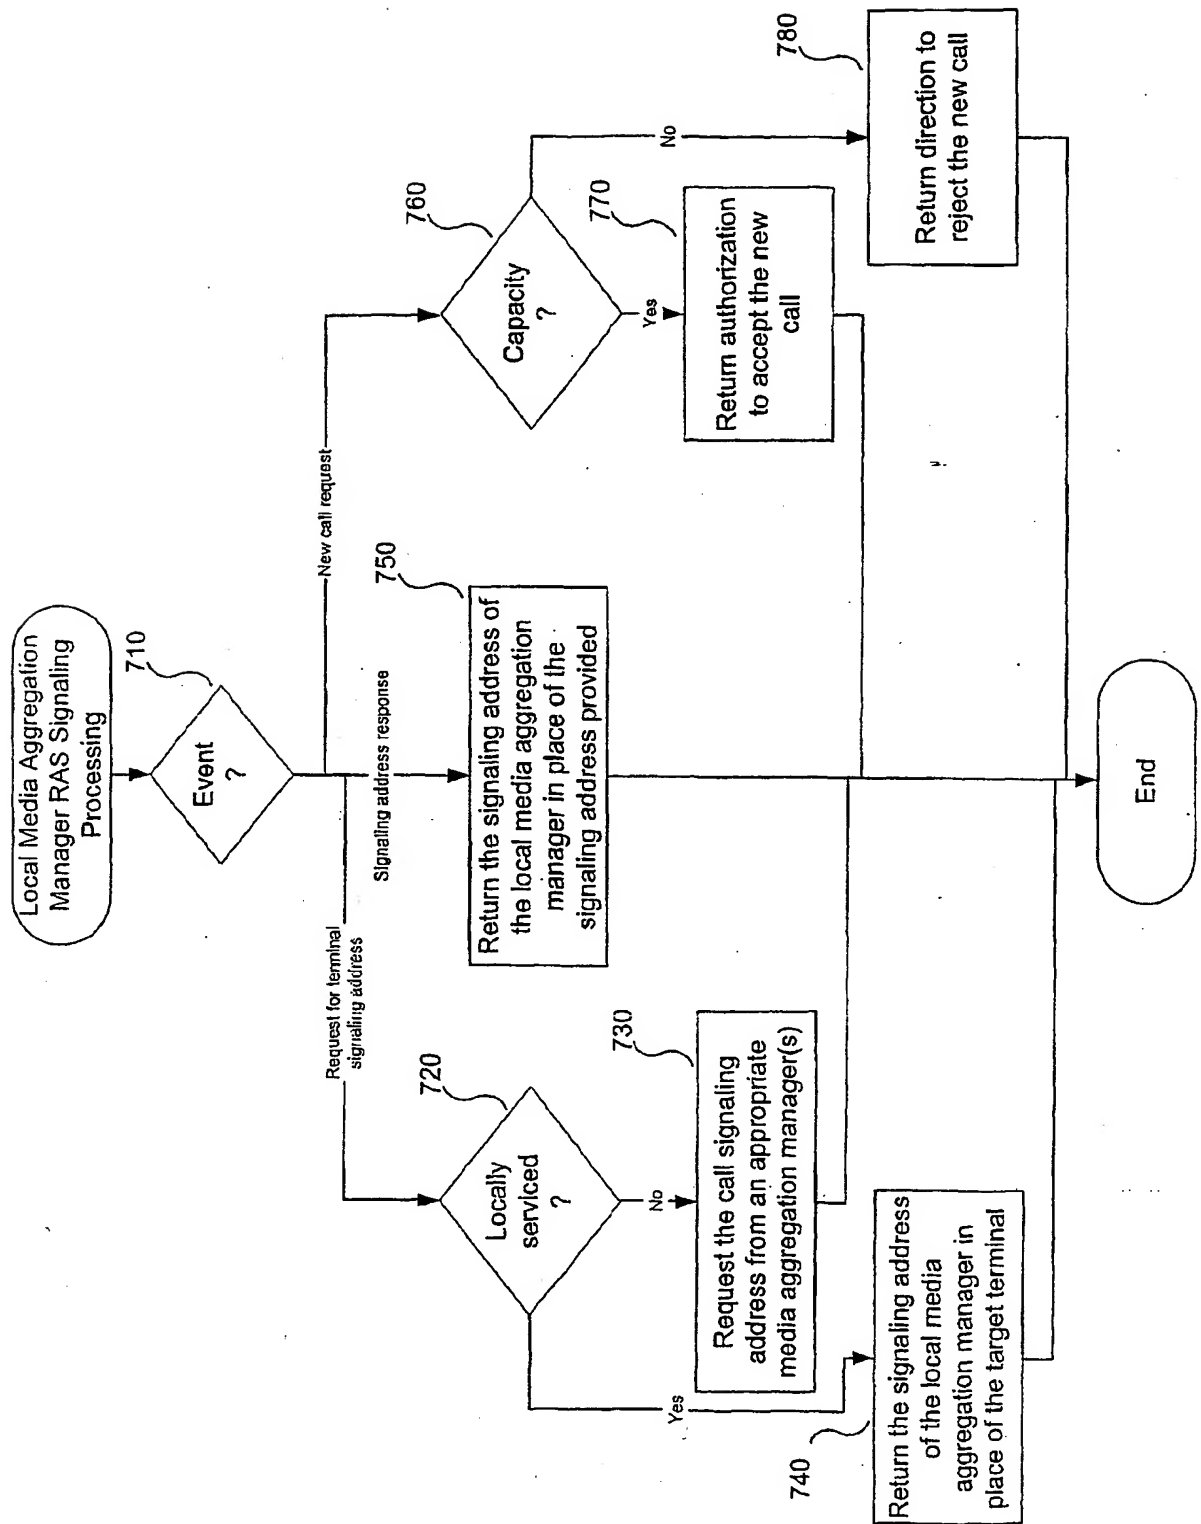 Local Media Aggregation
Manager RAS Signaling
Processing
710
Event
?
Request for terminal
signaling address
Signaling address response
New call request
720
Locally
serviced
?
No
Yes
730
Request the call signaling
address from an appropriate
media aggregation manager(s)
740
Return the signaling address
of the local media
aggregation manager in
place of the target terminal
750
Return the signaling address of
the local media aggregation
manager in place of the
signaling address provided
760
Capacity
?
Yes
No
770
Return authorization
to accept the new
call
780
Return direction to
reject the new call
End